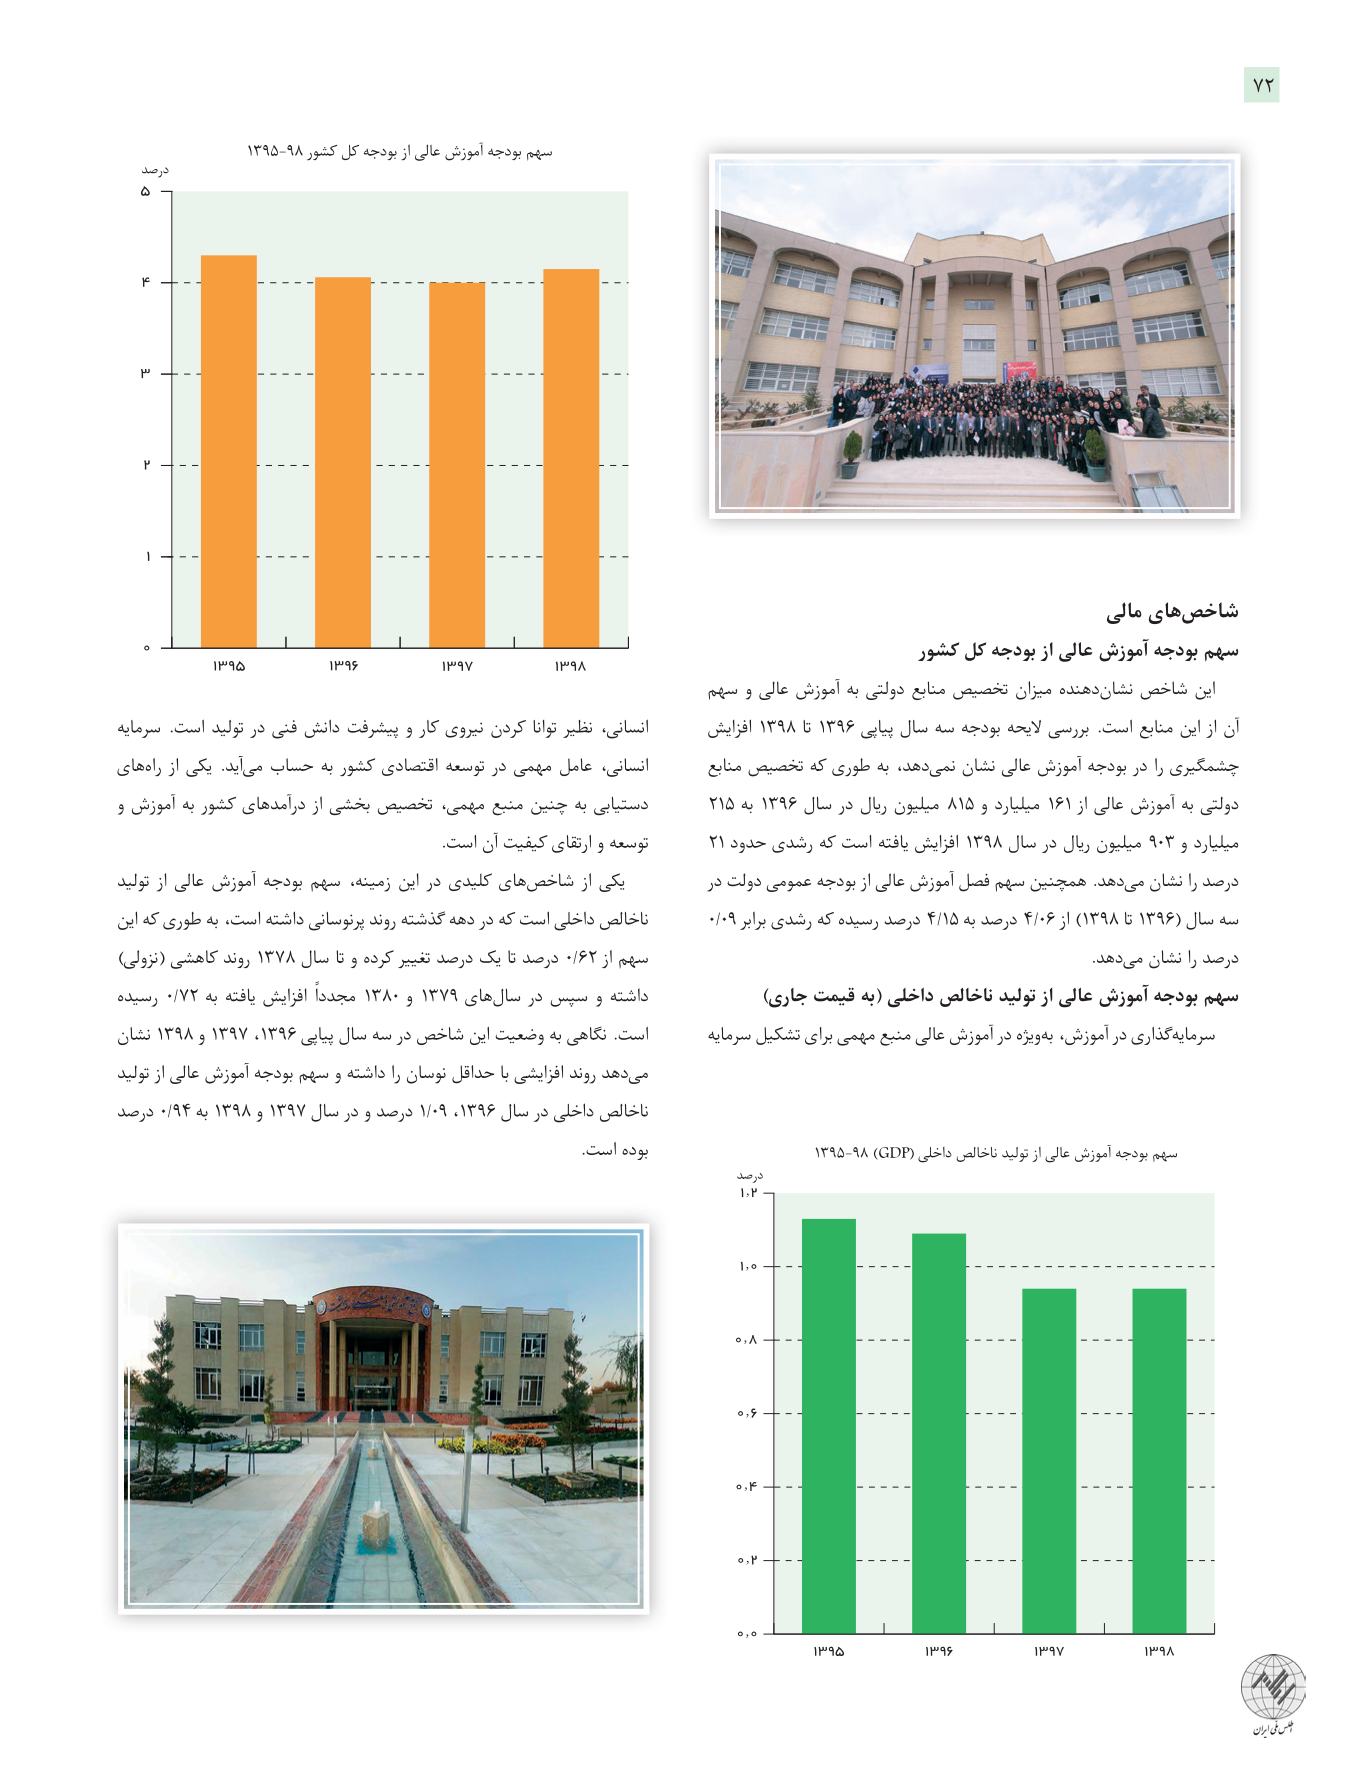 ۷۲
شاخص‌های مالی
سهم بودجه آموزش عالی از بودجه کل کشور
این شاخص نشان‌دهنده میزان تخصیص منابع دولتی به آموزش عالی و سهم
آن از این منابع است. بررسی لایحه بودجه سه سال پیاپی ۱۳۹۶ تا ۱۳۹۸ افزایش
چشمگیری را در بودجه آموزش عالی نشان نمی‌دهد، به طوری که تخصیص منابع
دولتی به آموزش عالی از ۱۶۱ میلیارد و ۸۱۵ میلیون ریال در سال ۱۳۹۶ به ۲۱۵
میلیارد و ۹۰۳ میلیون ریال در سال ۱۳۹۸ افزایش یافته است که رشدی حدود ۲۱
درصد را نشان می‌دهد. همچنین سهم فصل آموزش عالی از بودجه عمومی دولت در
سه سال (۱۳۹۶ تا ۱۳۹۸) از ۴/۰۶ درصد به ۴/۱۵ درصد رسیده که رشدی برابر ۰/۰۹
درصد را نشان می‌دهد.
سهم بودجه آموزش عالی از تولید ناخالص داخلی (به قیمت جاری)
سرمایه‌گذاری در آموزش، به‌ویژه در آموزش عالی منبع مهمی برای تشکیل سرمایه
سهم بودجه آموزش عالی از تولید ناخالص داخلی (GDP) ۹۸-۱۳۹۵
درصد
۱,۲
۱,۰
۰,۸
۰,۶
۰,۴
۰,۲
۰,۰
۱۳۹۵ ۱۳۹۶ ۱۳۹۷ ۱۳۹۸
سهم بودجه آموزش عالی از بودجه کل کشور ۹۸-۱۳۹۵
درصد
۵
۴
۳
۲
۱
۰
۱۳۹۵ ۱۳۹۶ ۱۳۹۷ ۱۳۹۸
انسانی، نظیر توانا کردن نیروی کار و پیشرفت دانش فنی در تولید است. سرمایه
انسانی، عامل مهمی در توسعه اقتصادی کشور به حساب می‌آید. یکی از راه‌های
دستیابی به چنین منبع مهمی، تخصیص بخشی از درآمدهای کشور به آموزش و
توسعه و ارتقای کیفیت آن است.
یکی از شاخص‌های کلیدی در این زمینه، سهم بودجه آموزش عالی از تولید
ناخالص داخلی است که در دهه گذشته روند پرنوسانی داشته است، به طوری که این
سهم از ۰/۶۲ درصد تا یک درصد تغییر کرده و تا سال ۱۳۷۸ روند کاهشی (نزولی)
داشته و سپس در سال‌های ۱۳۷۹ و ۱۳۸۰ مجدداً افزایش یافته به ۰/۷۲ رسیده
است. نگاهی به وضعیت این شاخص در سه سال پیاپی ۱۳۹۶، ۱۳۹۷ و ۱۳۹۸ نشان
می‌دهد روند افزایشی با حداقل نوسان را داشته و سهم بودجه آموزش عالی از تولید
ناخالص داخلی در سال ۱۳۹۶، ۱/۰۹ درصد و در سال ۱۳۹۷ و ۱۳۹۸ به ۰/۹۴ درصد
بوده است.
اطلس ملی ایران